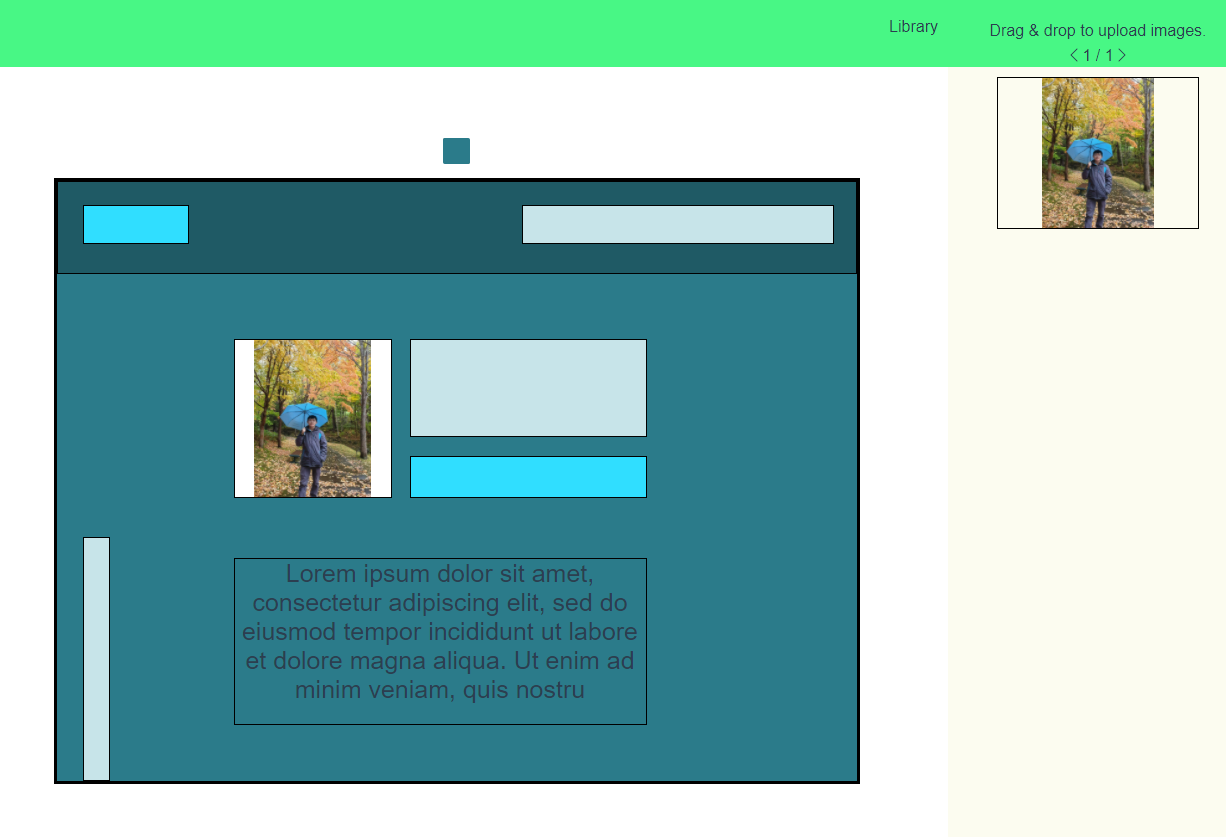 Library
Drag & drop to upload images.
< 1 / 1 >
Lorem ipsum dolor sit amet,
consectetur adipiscing elit, sed do
eiusmod tempor incididunt ut labore
et dolore magna aliqua. Ut enim ad
minim veniam, quis nostru